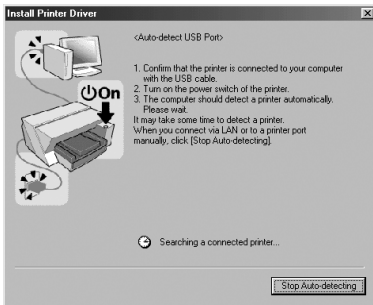 Install Printer Driver
<Auto-detect USB Port>
1. Confirm that the printer is connected to your computer
with the USB cable.
2. Turn on the power switch of the printer.
3. The computer should detect a printer automatically.
Please wait.
It may take some time to detect a printer.
When you connect via LAN or to a printer port
manually, click [Stop Auto-detecting].
On
Searching a connected printer...
Stop Auto-detecting